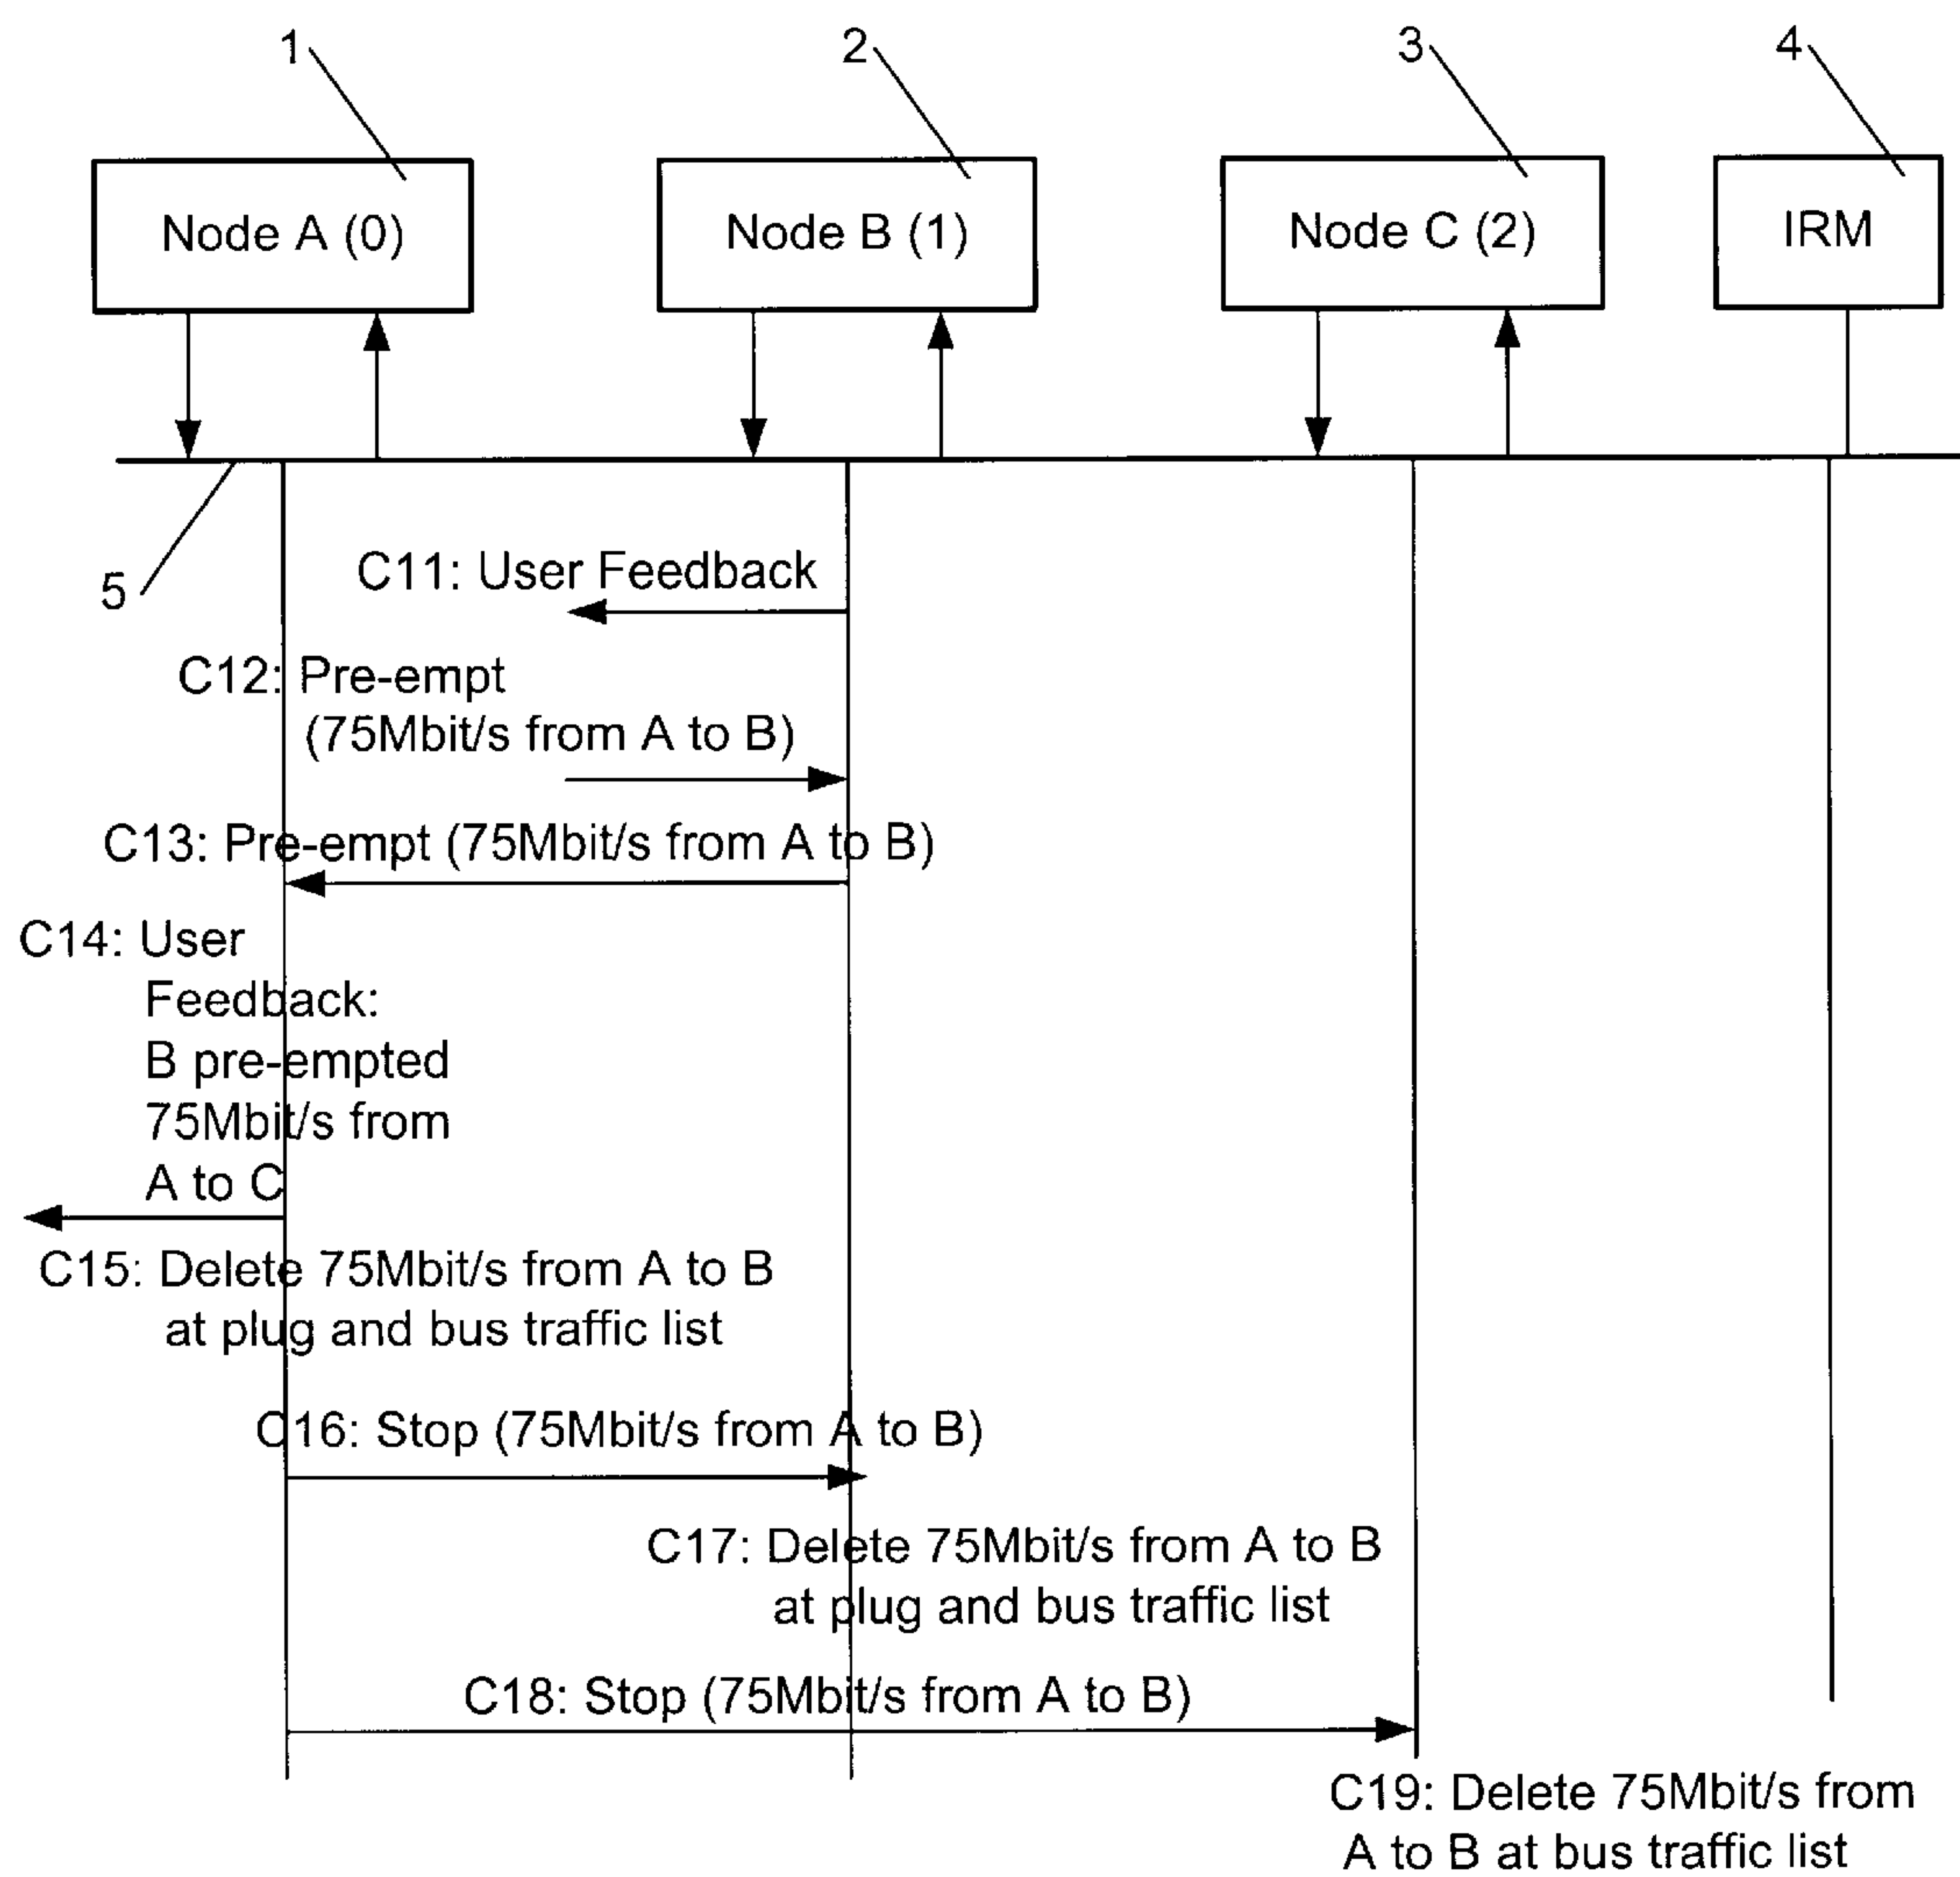 1
2
3
4
Node A (0)
Node B (1)
Node C (2)
IRM
5
C11: User Feedback
C12: Pre-empt
(75Mbit/s from A to B)
C13: Pre-empt (75Mbit/s from A to B)
C14: User
Feedback:
B pre-empted
75Mbit/s from
A to C
C15: Delete 75Mbit/s from A to B
at plug and bus traffic list
C16: Stop (75Mbit/s from A to B)
C17: Delete 75Mbit/s from A to B
at plug and bus traffic list
C18: Stop (75Mbit/s from A to B)
C19: Delete 75Mbit/s from
A to B at bus traffic list